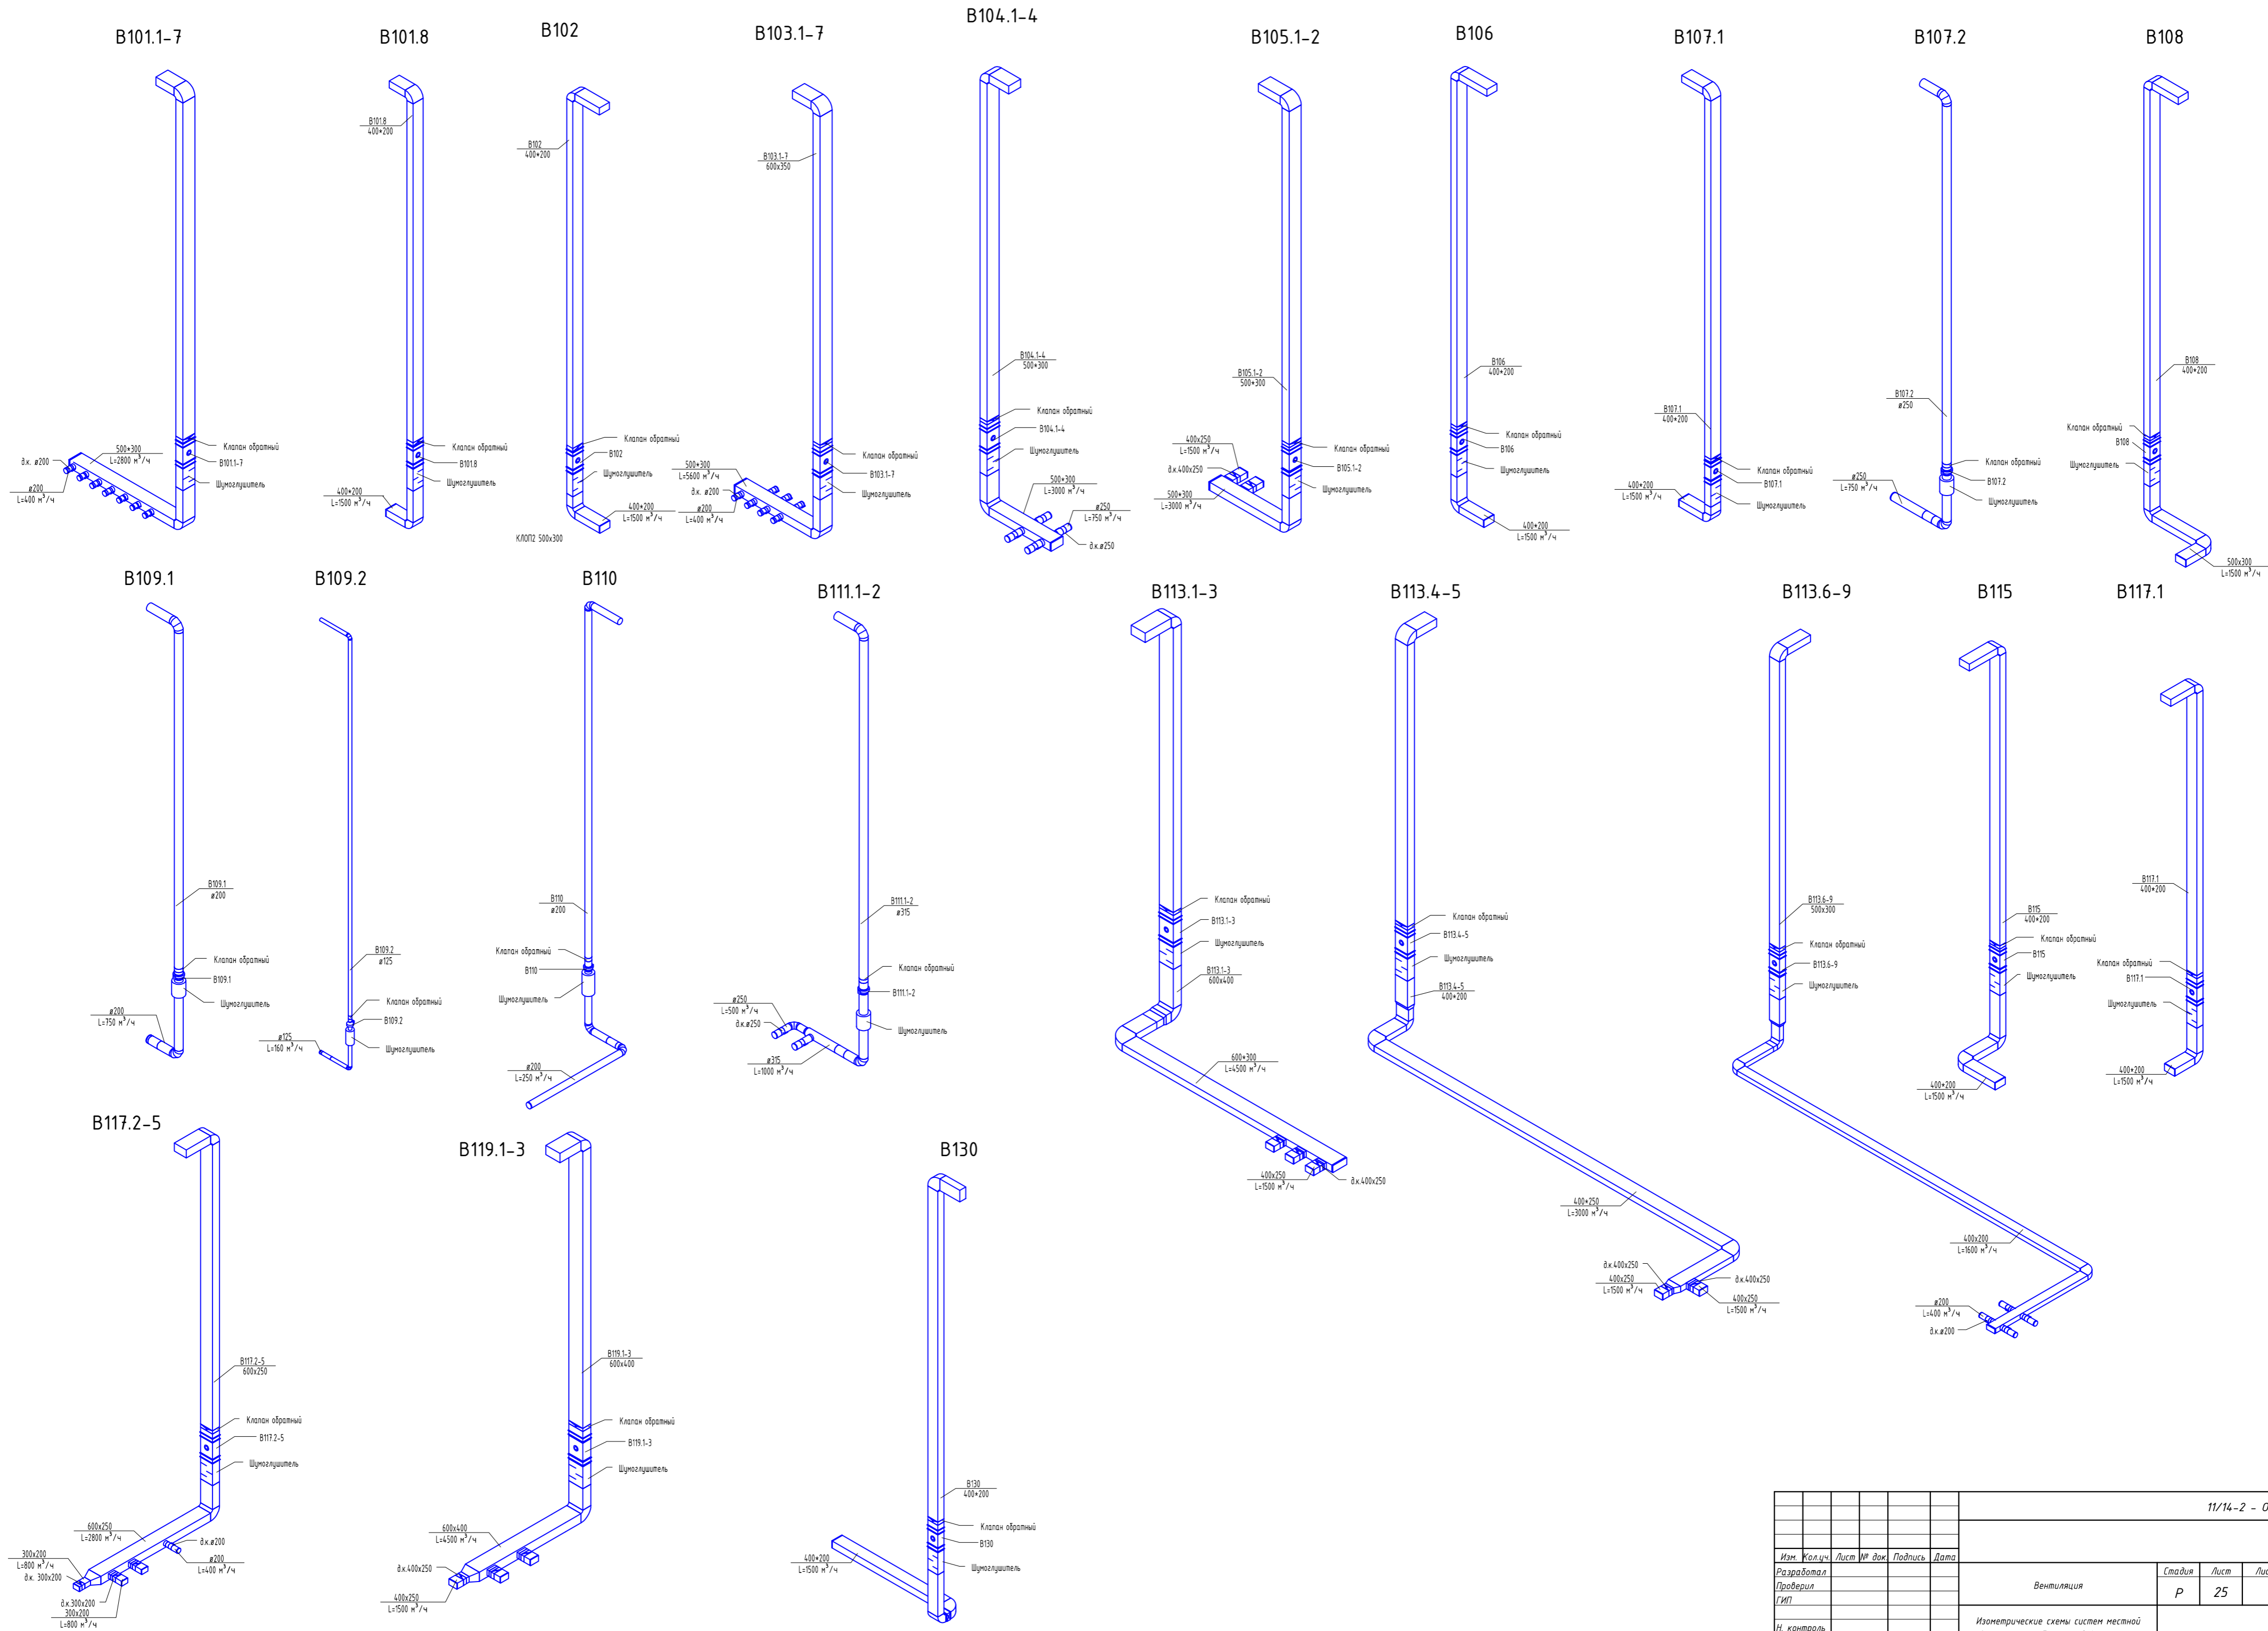 В101.1-7
В101.8
В102
В103.1-7
В104.1-4
В105.1-2
В106
В107.1
В107.2
В108
500*300
L=2800 м³/ч
д.к. ø200
ø200
L=400 м³/ч
Клапан обратный
В101.1-7
Шумоглушитель
В101.8
400*200
Клапан обратный
В101.8
Шумоглушитель
400*200
L=1500 м³/ч
В102
400*200
Клапан обратный
В102
Шумоглушитель
400*200
L=1500 м³/ч
КЛОП2 500х300
В103.1-7
600х350
Клапан обратный
В103.1-7
Шумоглушитель
500*300
L=5600 м³/ч
д.к. ø200
ø200
L=400 м³/ч
В104.1-4
500*300
Клапан обратный
В104.1-4
Шумоглушитель
500*300
L=3000 м³/ч
ø250
L=750 м³/ч
д.к.ø250
В105.1-2
500*300
400х250
L=1500 м³/ч
д.к.400х250
500*300
L=3000 м³/ч
Клапан обратный
В105.1-2
Шумоглушитель
В106
400*200
Клапан обратный
В106
Шумоглушитель
400*200
L=1500 м³/ч
В107.1
400*200
Клапан обратный
В107.1
Шумоглушитель
400*200
L=1500 м³/ч
В107.2
ø250
Клапан обратный
В107.2
Шумоглушитель
ø250
L=750 м³/ч
В108
400*200
Клапан обратный
В108
Шумоглушитель
500х300
L=1500 м³/ч
В109.1
В109.2
В110
В111.1-2
В113.1-3
В113.4-5
В113.6-9
В115
В117.1
В109.1
ø200
Клапан обратный
В109.1
Шумоглушитель
ø200
L=750 м³/ч
В109.2
ø125
Клапан обратный
В109.2
Шумоглушитель
ø125
L=160 м³/ч
В110
ø200
Клапан обратный
В110
Шумоглушитель
ø200
L=250 м³/ч
В111.1-2
ø315
Клапан обратный
В111.1-2
Шумоглушитель
ø250
L=500 м³/ч
д.к.ø250
ø315
L=1000 м³/ч
Клапан обратный
В113.1-3
Шумоглушитель
В113.1-3
600х400
600*300
L=4500 м³/ч
400х250
L=1500 м³/ч
д.к.400х250
Клапан обратный
В113.4-5
Шумоглушитель
В113.4-5
400*200
400*250
L=3000 м³/ч
д.к.400х250
400х250
L=1500 м³/ч
д.к.400х250
400х250
L=1500 м³/ч
В113.6-9
500х300
Клапан обратный
В113.6-9
Шумоглушитель
400х200
L=1600 м³/ч
ø200
L=400 м³/ч
д.к.ø200
В115
400*200
Клапан обратный
В115
Шумоглушитель
400*200
L=1500 м³/ч
В117.1
400*200
Клапан обратный
В117.1
Шумоглушитель
400*200
L=1500 м³/ч
В117.2-5
В119.1-3
В130
В117.2-5
600х250
Клапан обратный
В117.2-5
Шумоглушитель
600х250
L=2800 м³/ч
д.к.ø200
ø200
L=400 м³/ч
300х200
L=800 м³/ч
д.к. 300х200
д.к.300х200
300х200
L=800 м³/ч
В119.1-3
600х400
Клапан обратный
В119.1-3
Шумоглушитель
600х400
L=4500 м³/ч
д.к.400х250
400х250
L=1500 м³/ч
В130
400*200
Клапан обратный
В130
Шумоглушитель
400*200
L=1500 м³/ч
11/14-2 - О
Изм. Кол.уч. Лист № док. Подпись Дата
Разработал
Проверил
ГИП
Н. контроль
Вентиляция
Стадия Лист Лис
Р 25
Изометрические схемы систем местной